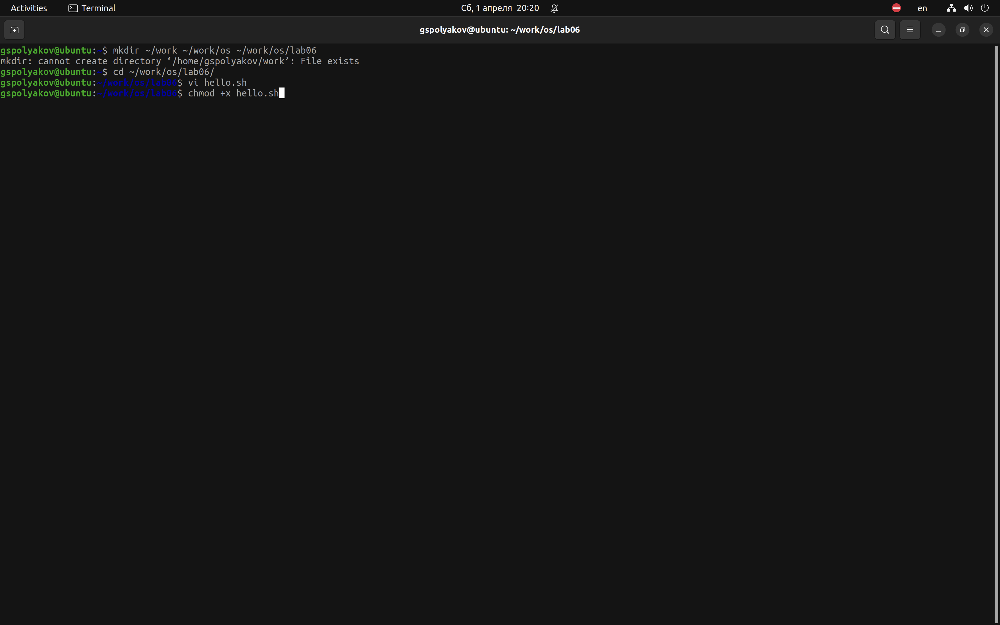 Activities Terminal Сб, 1 апреля 20:20 en
gspolyakov@ubuntu: ~/work/os/lab06
gspolyakov@ubuntu:~$ mkdir ~/work ~/work/os ~/work/os/lab06
mkdir: cannot create directory ‘/home/gspolyakov/work’: File exists
gspolyakov@ubuntu:~$ cd ~/work/os/lab06/
gspolyakov@ubuntu:~/work/os/lab06$ vi hello.sh
gspolyakov@ubuntu:~/work/os/lab06$ chmod +x hello.sh